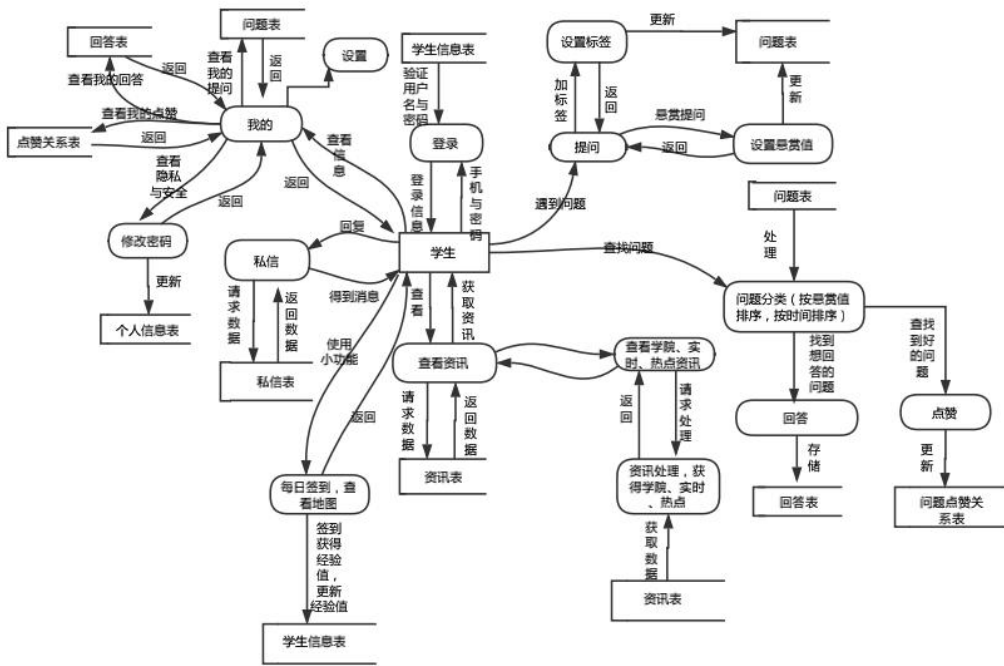 问题表
更新
回答表
设置
学生信息表
设置标签
问题表
返回
查看
我的
提问
返回
查看我的回答
验证
用户
名与
密码
加标签
返回
更新
查看我的点赞
我的
悬赏提问
点赞关系表
返回
查看
信息
登录
提问
返回
设置悬赏值
查看
隐私
与安全
返回
返回
登录信息
手机与密码
遇到问题
问题表
修改密码
回复
学生
查找问题
处理
私信
更新
得到消息
查看
获取资讯
问题分类（按悬赏值
排序，按时间排序）
请求数据
返回数据
个人信息表
使用
小功能
查看资讯
查看学院、实
时、热点资讯
找到
想回
答的
问题
查找
到好
的问
题
私信表
返回
请求数据
返回数据
返回
请求处理
回答
点赞
每日签到，查
看地图
资讯表
资讯处理，获
得学院、实时
、热点
存储
更新
回答表
问题点赞关
系表
签到
获得
经验
值，
更新
经验值
获取数据
资讯表
学生信息表